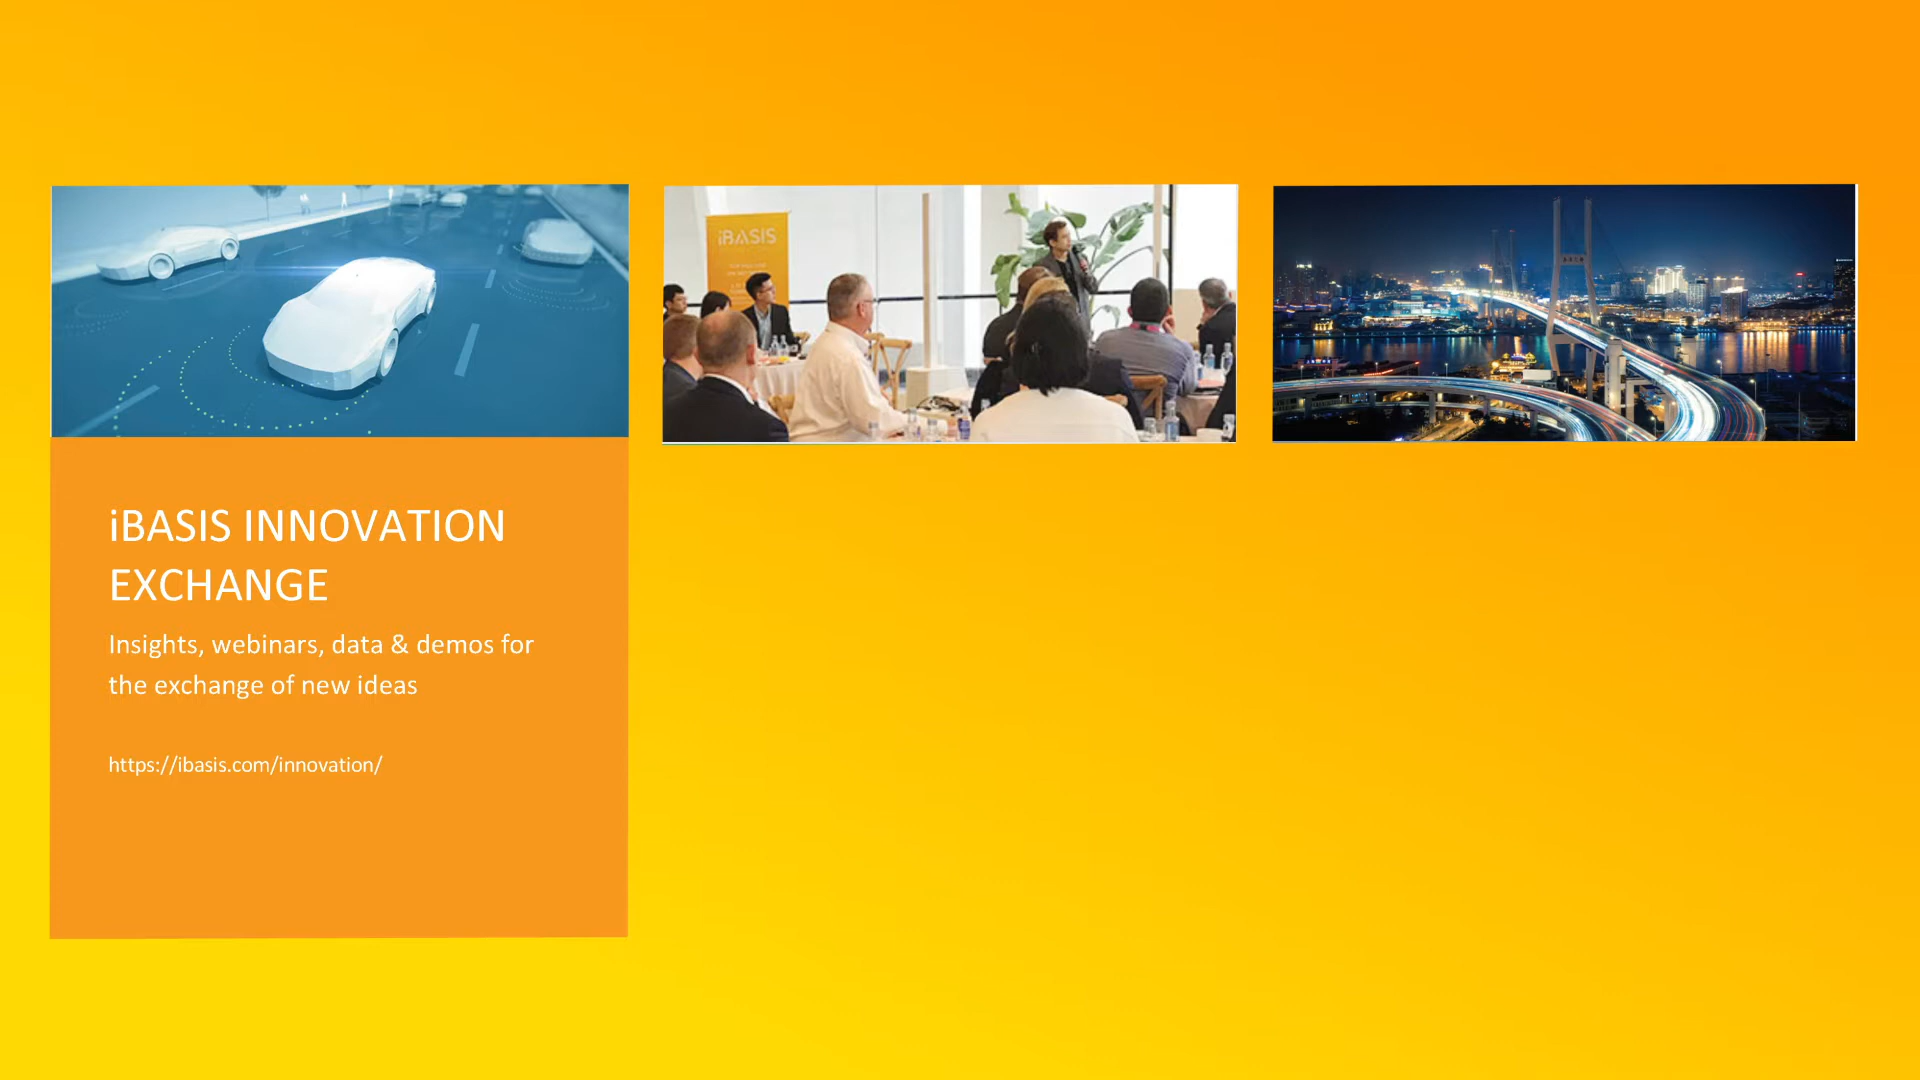 iBASIS
iBASIS INNOVATION
EXCHANGE
Insights, webinars, data & demos for
the exchange of new ideas
https://ibasis.com/innovation/